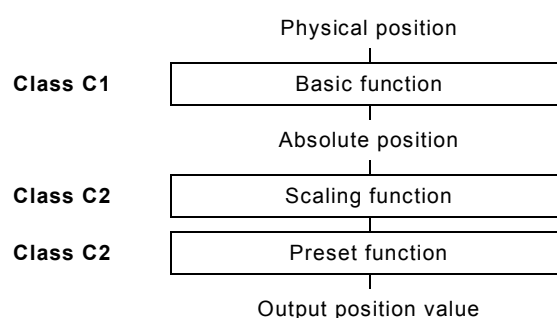 Physical position
Class C1 Basic function
Absolute position
Class C2 Scaling function
Class C2 Preset function
Output position value